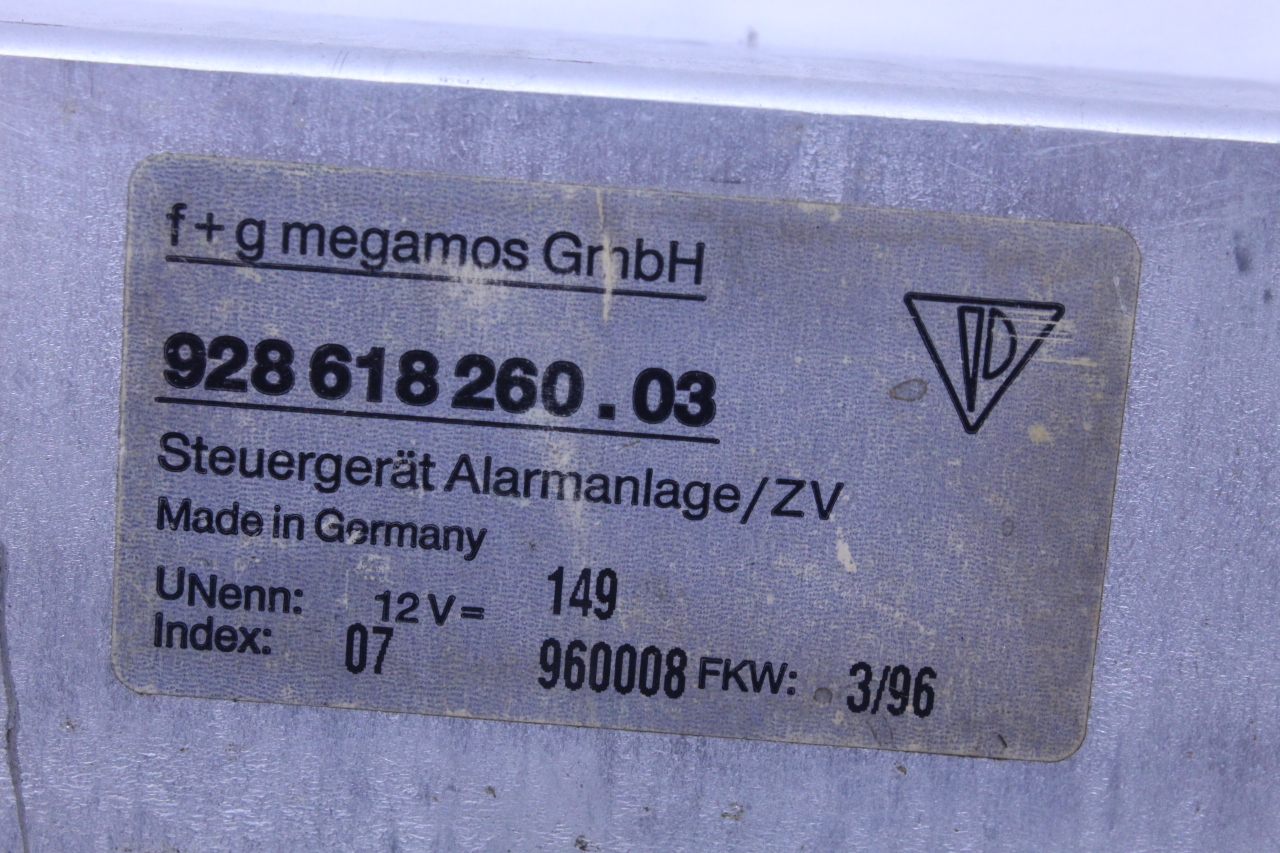 f+g megamos GmbH
928 618 260.03
Steuergerät Alarmanlage/ZV
Made in Germany
UNenn: 12 V= 149
Index: 07 960008 FKW: 3/96